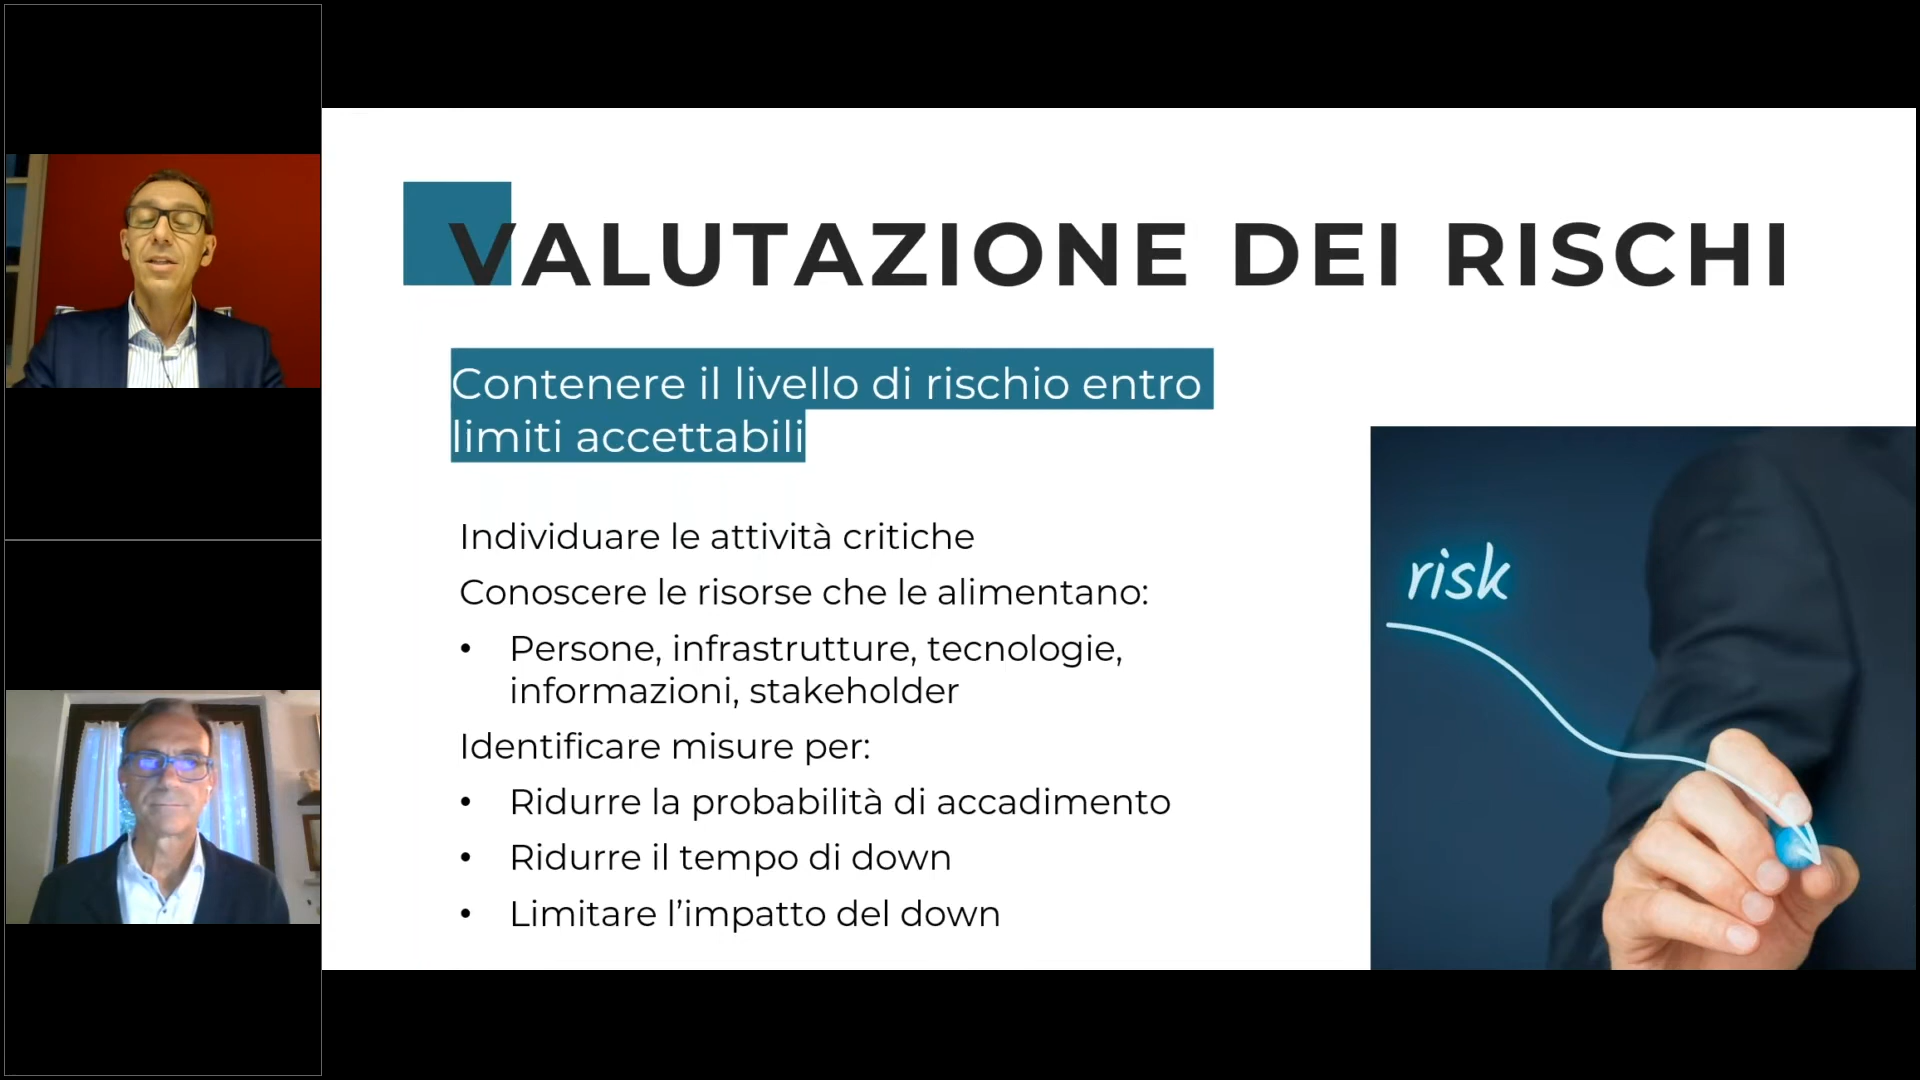 VALUTAZIONE DEI RISCHI
Contenere il livello di rischio entro
limiti accettabili
Individuare le attività critiche
Conoscere le risorse che le alimentano:
• Persone, infrastrutture, tecnologie,
informazioni, stakeholder
Identificare misure per:
• Ridurre la probabilità di accadimento
• Ridurre il tempo di down
• Limitare l’impatto del down
risk